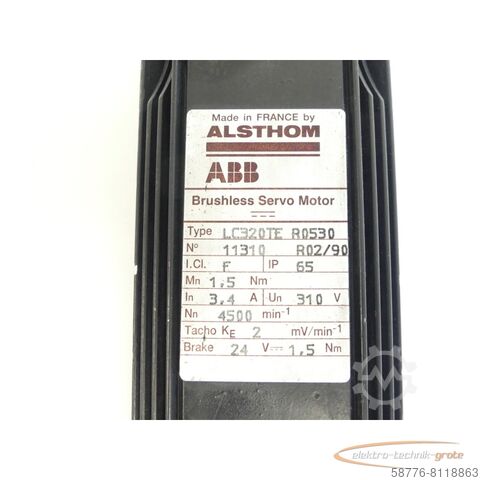 Made in FRANCE by
ALSTHOM
ABB
Brushless Servo Motor
Type LC320TE R0530
N° 11310 R02/90
I.Cl. F IP 65
Mn 1,5 Nm
In 3,4 A Un 310 V
Nn 4500 min⁻¹
Tacho KE 2 mV/min⁻¹
Brake 24 V⎓ 1,5 Nm
elektro-technik-grote
58776-8118863